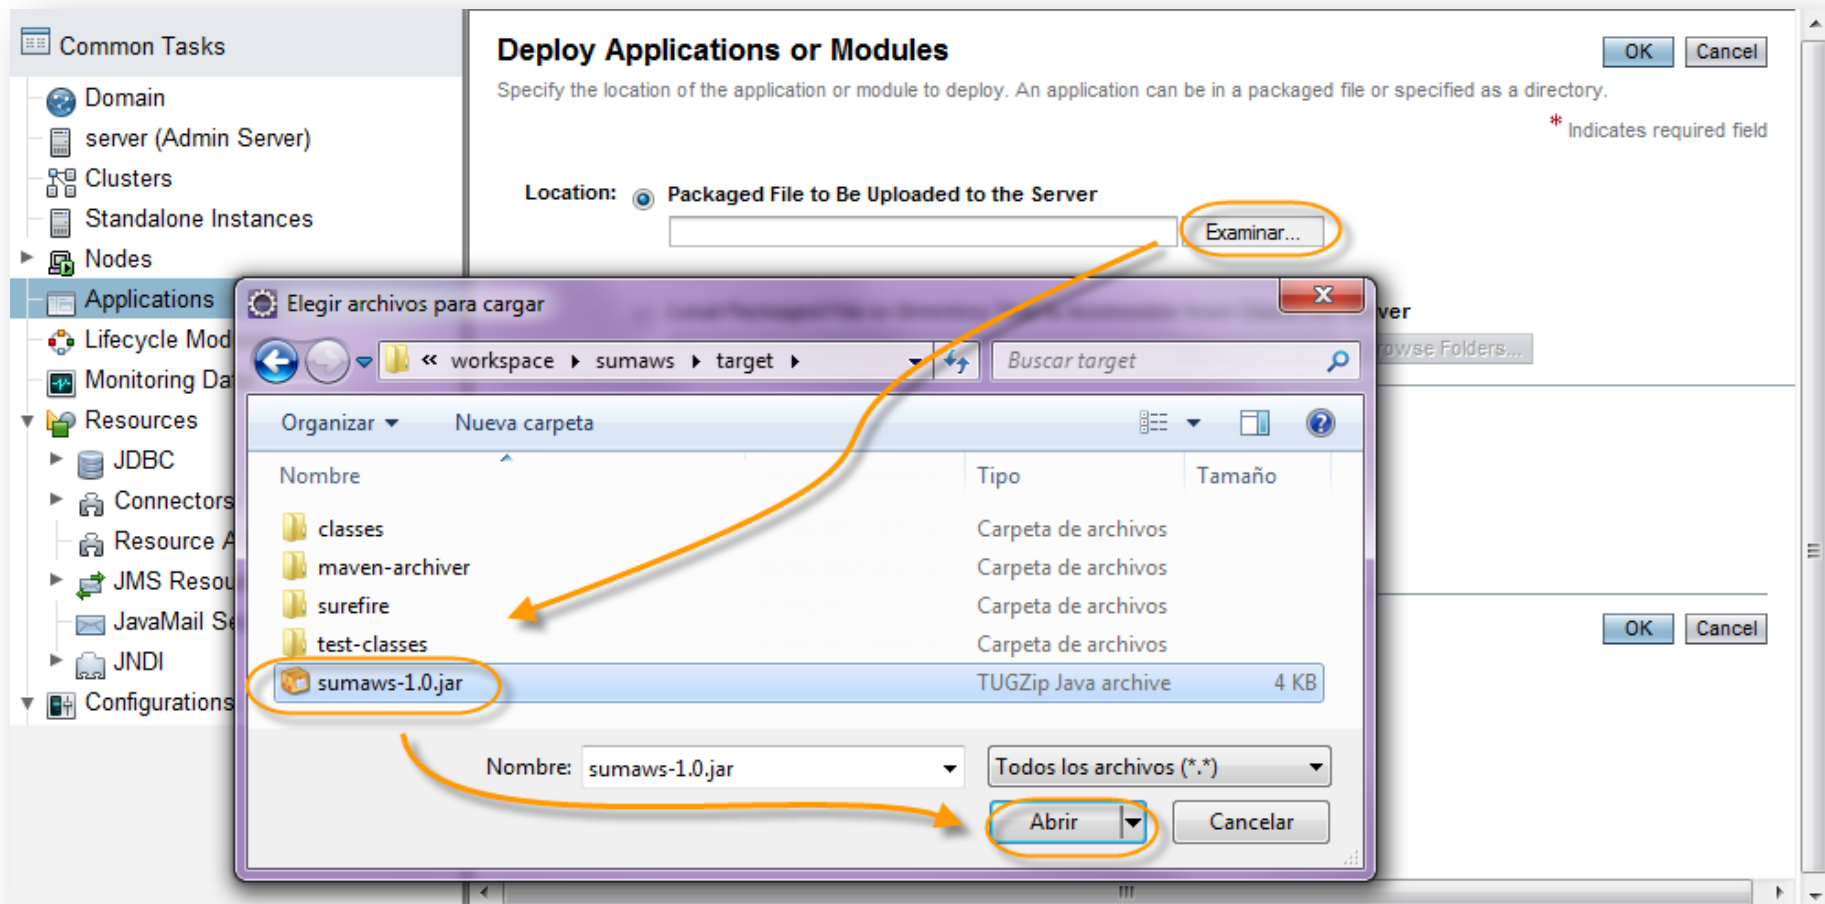 Common Tasks
Domain
server (Admin Server)
Clusters
Standalone Instances
Nodes
Applications
Lifecycle Mod
Monitoring Da
Resources
JDBC
Connectors
Resource A
JMS Resou
JavaMail Se
JNDI
Configurations
Deploy Applications or Modules
OK Cancel
Specify the location of the application or module to deploy. An application can be in a packaged file or specified as a directory.
* Indicates required field
Location: Packaged File to Be Uploaded to the Server
Examinar...
ver
rowse Folders...
OK Cancel
Elegir archivos para cargar
X
« workspace sumaws target Buscar target
Organizar Nueva carpeta
Nombre Tipo Tamaño
classes Carpeta de archivos
maven-archiver Carpeta de archivos
surefire Carpeta de archivos
test-classes Carpeta de archivos
sumaws-1.0.jar TUGZip Java archive 4 KB
Nombre: sumaws-1.0.jar Todos los archivos (*.*)
Abrir Cancelar